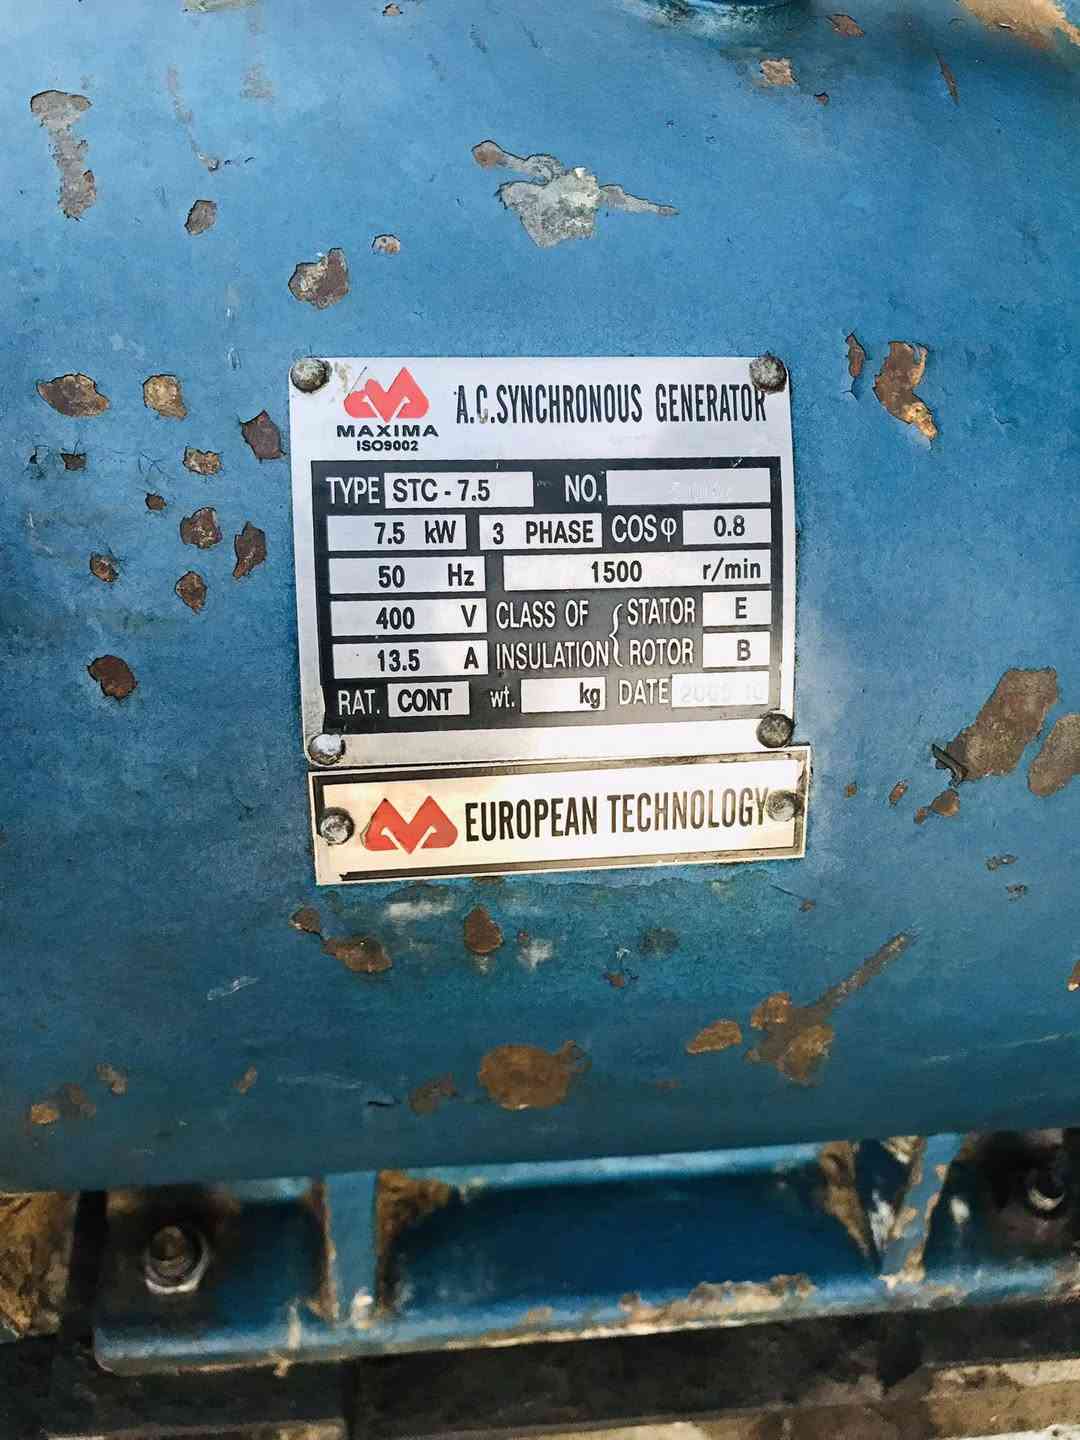 MAXIMA
ISO9002
A.C.SYNCHRONOUS GENERATOR
TYPE STC - 7.5 NO.
7.5 kW 3 PHASE COSφ 0.8
50 Hz 1500 r/min
400 V CLASS OF { STATOR E
13.5 A INSULATION { ROTOR B
RAT. CONT wt. kg DATE
EUROPEAN TECHNOLOGY